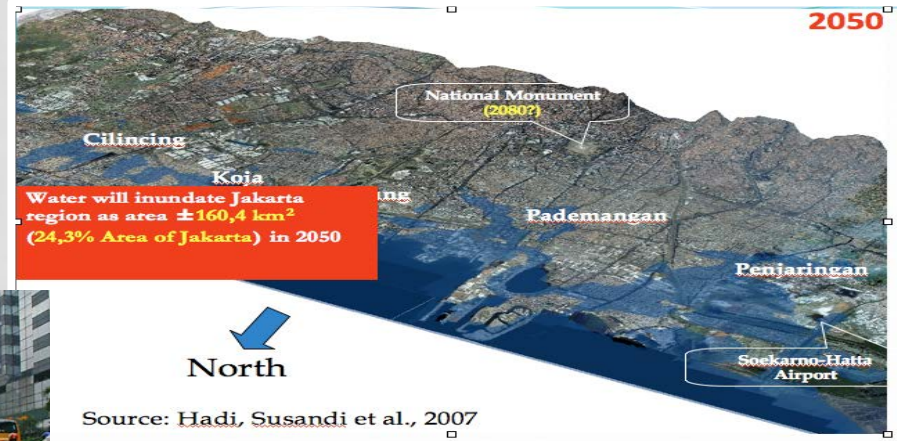 2050
National Monument
(2080?)
Cilincing
Koja
ung
Water will inundate Jakarta
region as area ±160,4 km²
(24,3% Area of Jakarta) in 2050
Pademangan
Penjaringan
Soekarno-Hatta
Airport
North
Source: Hadi, Susandi et al., 2007